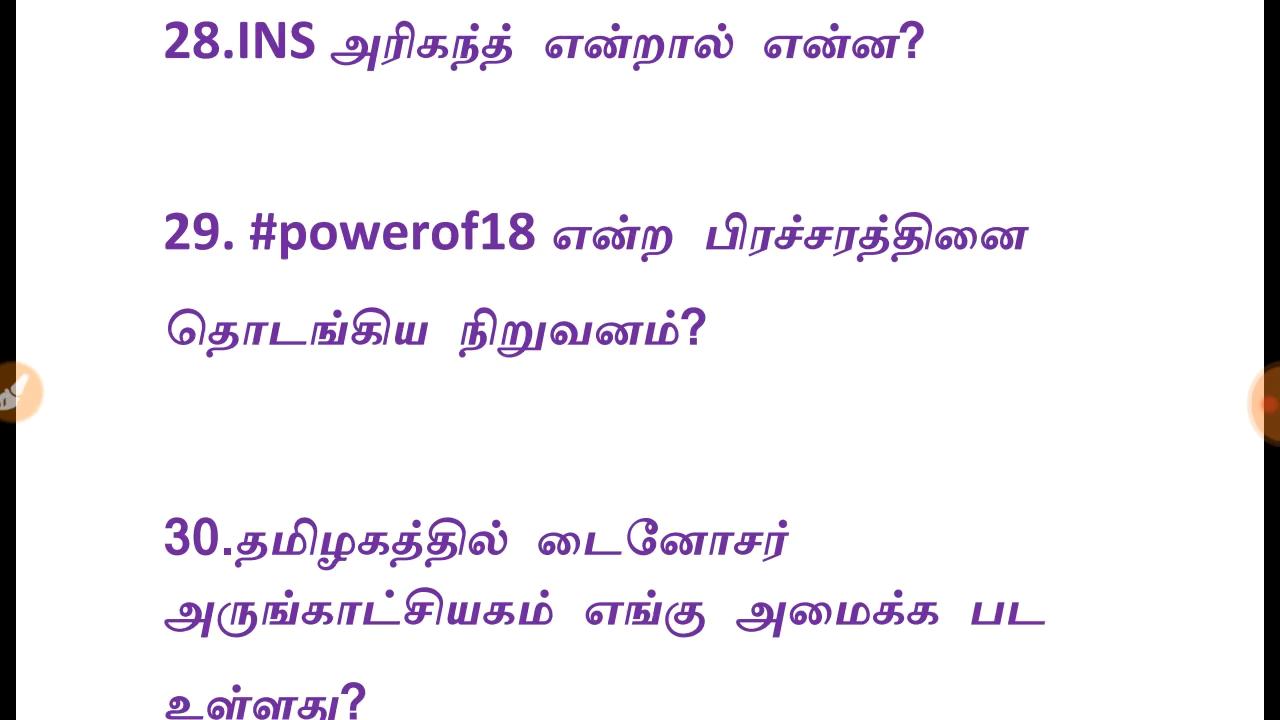 28.INS அரிகந்த் என்றால் என்ன?
29. #powerof18 என்ற பிரச்சரத்தினை
தொடங்கிய நிறுவனம்?
30.தமிழகத்தில் டைனோசர்
அருங்காட்சியகம் எங்கு அமைக்க பட
உள்ளது?